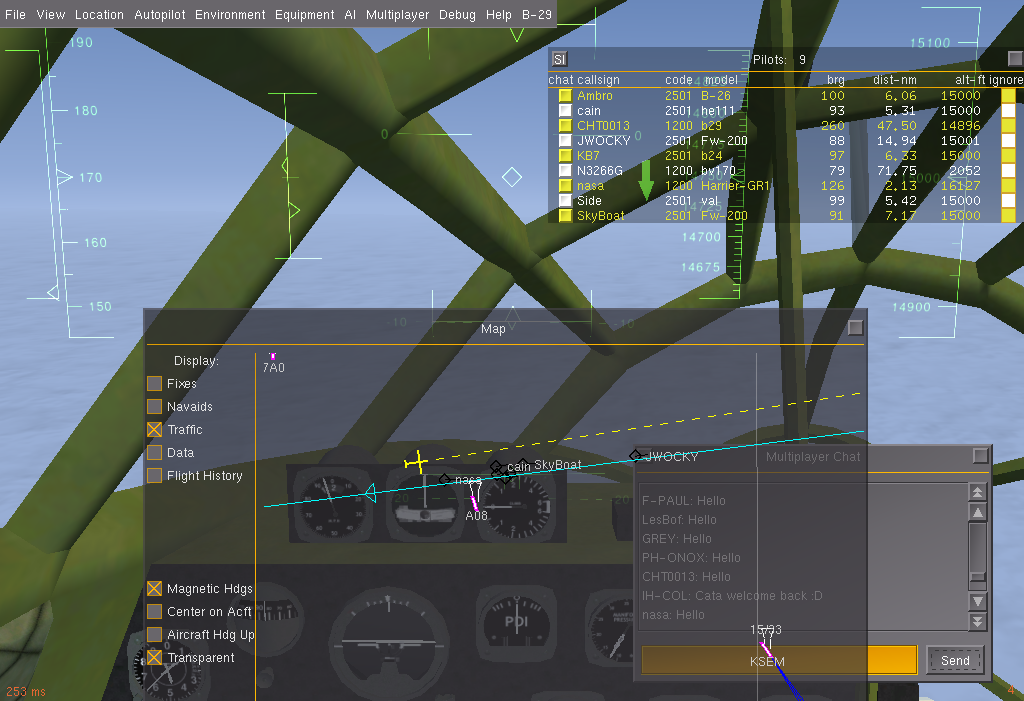 File View Location Autopilot Environment Equipment AI Multiplayer Debug Help B-29
190
180
170
160
150
0
15100
14900
14725
14700
14675
SI Pilots: 9
chat callsign code model brg dist-nm alt-ft ignore
Ambro 2501 B-26 100 6.06 15000
cain 2501 he111 93 5.31 15000
CHT0013 1200 b29 260 47.50 14896
JWOCKY 2501 Fw-200 88 14.94 15001
KB7 2501 b24 97 6.33 15000
N3266G 1200 bv170 79 71.75 2052
nasa 1200 Harrier-GR1 126 2.13 16127
Side 2501 val 99 5.42 15000
SkyBoat 2501 Fw-200 91 7.17 15000
-10
-10
Map
Display:
Fixes
Navaids
Traffic
Data
Flight History
Magnetic Hdgs
Center on Acft
Aircraft Hdg Up
Transparent
7A0
cain SkyBoat
JWOCKY
nasa
A08
20
20
PDI
15/33
KSEM
Multiplayer Chat
F-PAUL: Hello
LesBof: Hello
GREY: Hello
PH-ONOX: Hello
CHT0013: Hello
IH-COL: Cata welcome back :D
nasa: Hello
Send
253 ms
4